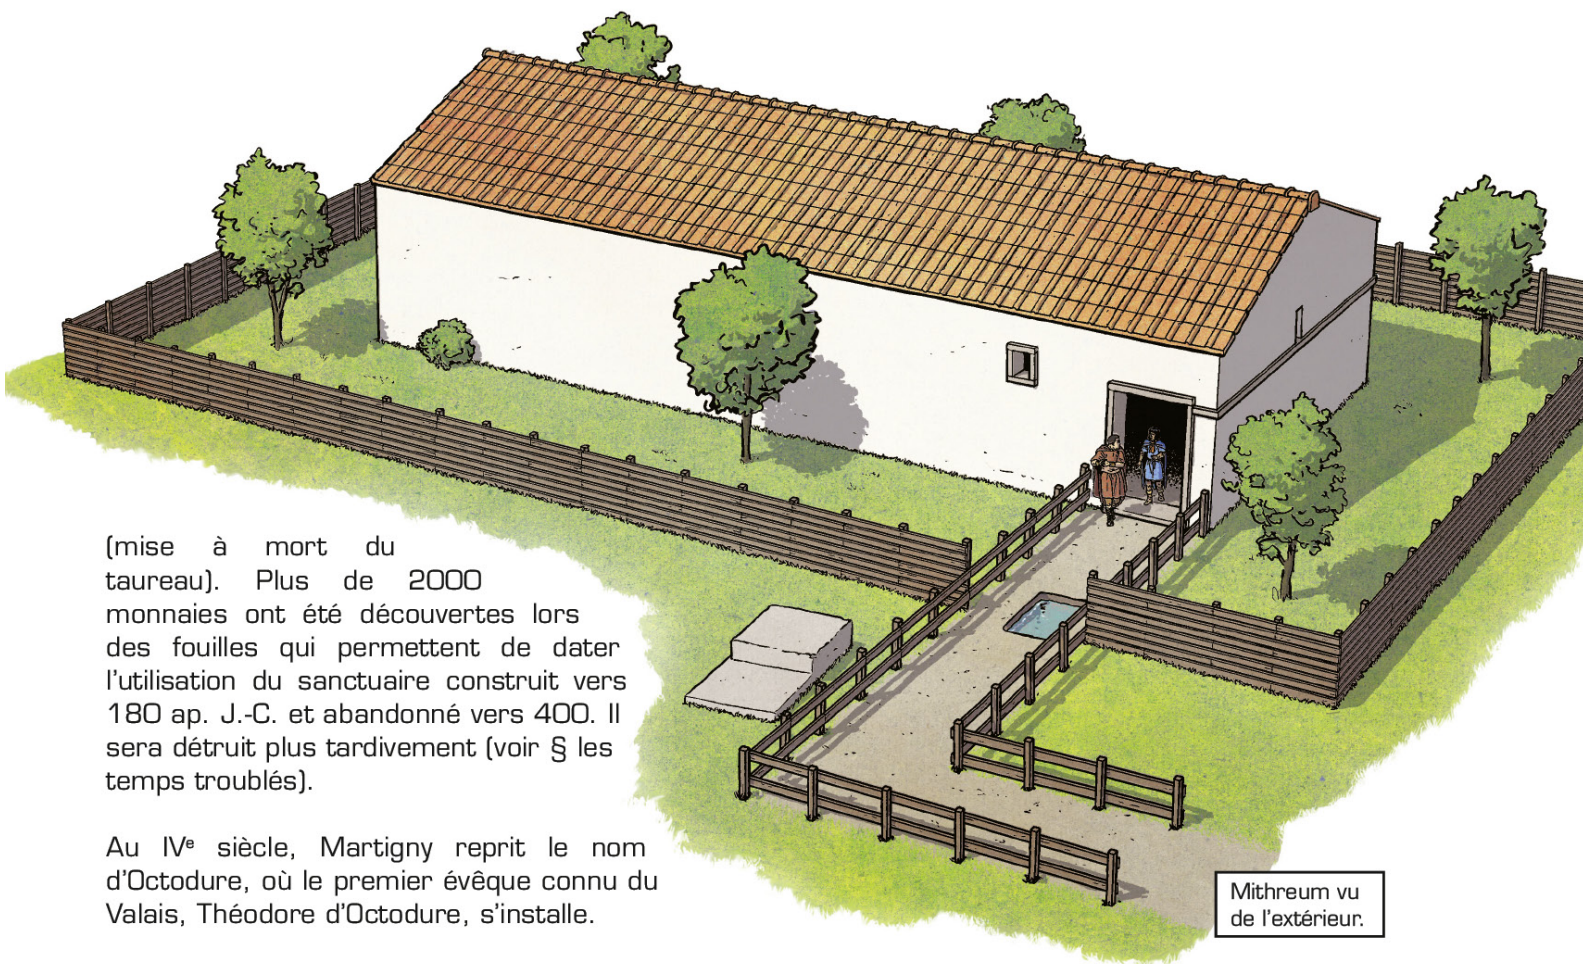 (mise à mort du
taureau). Plus de 2000
monnaies ont été découvertes lors
des fouilles qui permettent de dater
l'utilisation du sanctuaire construit vers
180 ap. J.-C. et abandonné vers 400. Il
sera détruit plus tardivement (voir § les
temps troublés).
Au IVᵉ siècle, Martigny reprit le nom
d'Octodure, où le premier évêque connu du
Valais, Théodore d'Octodure, s'installe.
Mithreum vu
de l'extérieur.